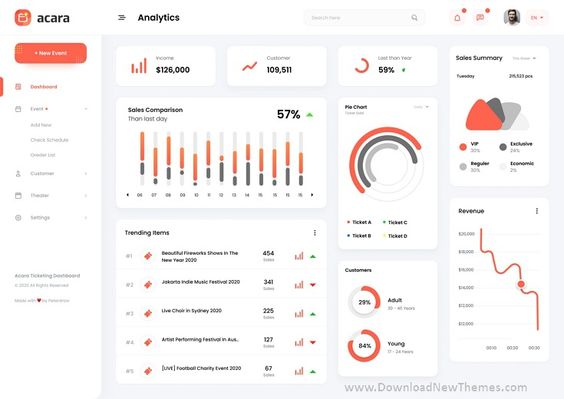 acara
Analytics
Search here
EN
+ New Event
Dashboard
Event
Add New
Check Schedule
Oreder List
Customer
Theater
Settings
Acara Ticketing Dashboard
© 2020 All Rights Reserved
Made with ♥ by Peterdraw
Income
$126,000
Customer
109,511
Last than Year
59%
Sales Comparison
Than last day
57%
06 07 08 09 10 11 12 13 14 15 15 15
Pie Chart
Ticket A
Ticket C
Ticket B
Ticket D
Sales Summary
Tuesday
215,523 pcs
VIP
30%
Exclusive
24%
Reguler
30%
Economic
2%
Trending Items
#1
Beautiful Fireworks Shows In The
New Year 2020
454
Sales
#2
Jakarta Indie Music Festival 2020
341
Sales
#3
Live Choir in Sydney 2020
225
Sales
#4
Artist Performing Festival In Aus..
127
Sales
#5
[LIVE] Football Charity Event 2020
67
Sales
Customers
29%
Adult
30 - 45 Years
84%
Young
17 - 24 Years
Revenue
$20,000
$18,000
$16,000
$14,000
$12,000
00:10 00:20 00:30
www.DownloadNewThemes.com